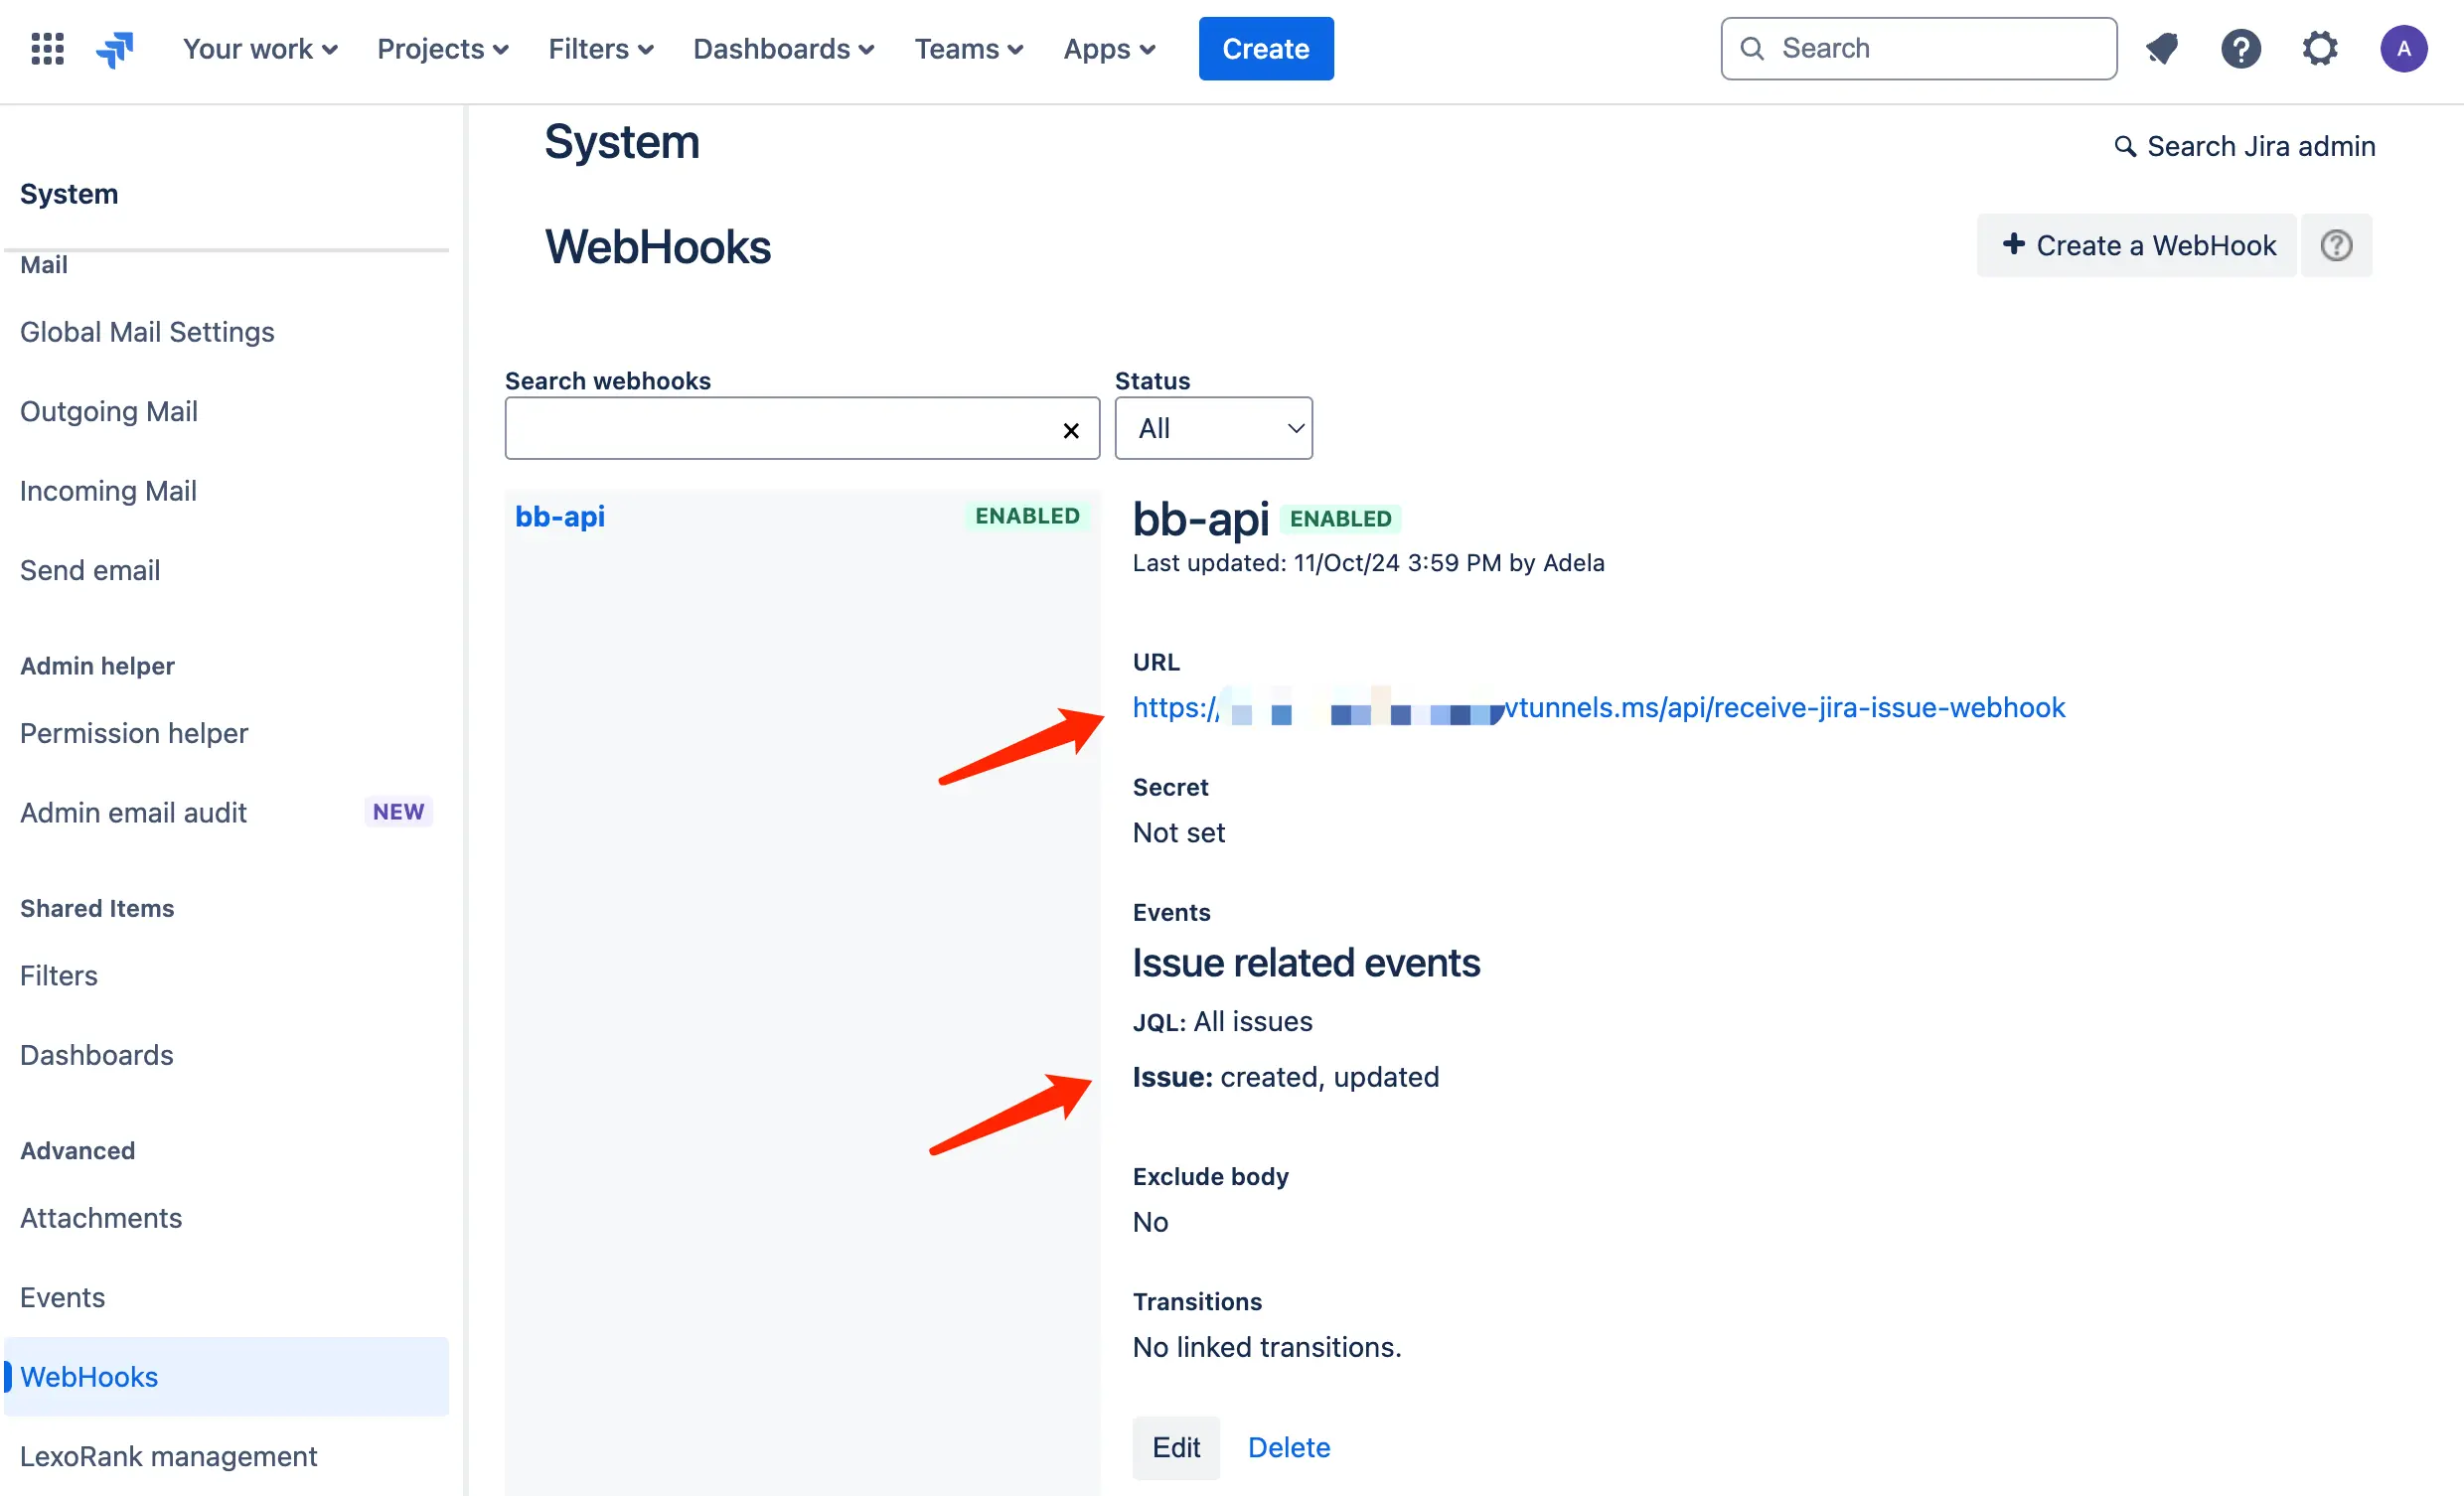 Your work Projects Filters Dashboards Teams Apps Create Search ? A
System
Mail
Global Mail Settings
Outgoing Mail
Incoming Mail
Send email
Admin helper
Permission helper
Admin email audit NEW
Shared Items
Filters
Dashboards
Advanced
Attachments
Events
WebHooks
LexoRank management
System
Search Jira admin
WebHooks
+ Create a WebHook ?
Search webhooks
Status
All
bb-api ENABLED
bb-api ENABLED
Last updated: 11/Oct/24 3:59 PM by Adela
URL
https:// vtunnels.ms/api/receive-jira-issue-webhook
Secret
Not set
Events
Issue related events
JQL: All issues
Issue: created, updated
Exclude body
No
Transitions
No linked transitions.
Edit Delete